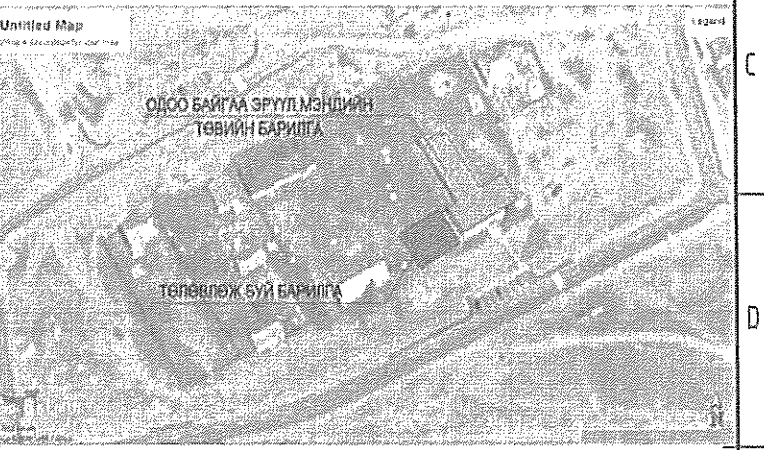 Untitled Map
Legend
C
ОДОО БАЙГАА ЭРҮҮЛ МЭНДИЙН
ТӨВИЙН БАРИЛГА
ТӨЛӨВЛӨЖ БУЙ БАРИЛГА
D
N